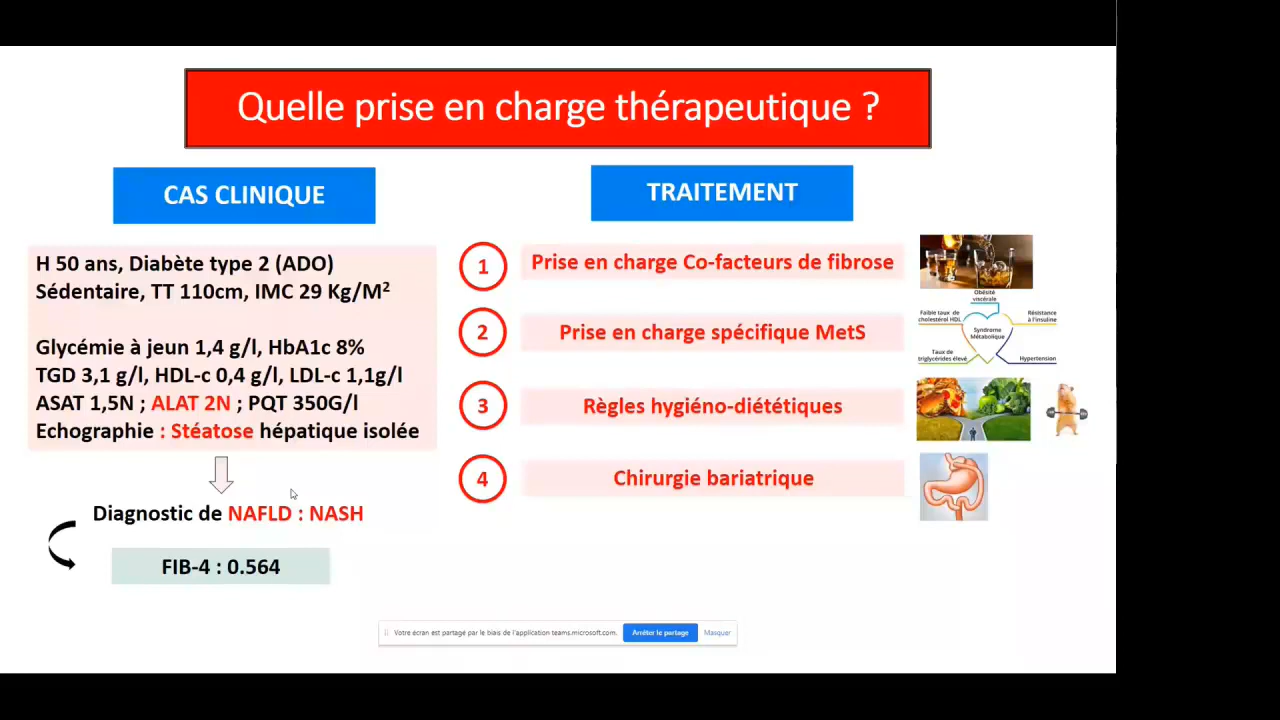 Quelle prise en charge thérapeutique ?
CAS CLINIQUE
H 50 ans, Diabète type 2 (ADO)
Sédentaire, TT 110cm, IMC 29 Kg/M²
Glycémie à jeun 1,4 g/l, HbA1c 8%
TGD 3,1 g/l, HDL-c 0,4 g/l, LDL-c 1,1g/l
ASAT 1,5N ; ALAT 2N ; PQT 350G/l
Echographie : Stéatose hépatique isolée
Diagnostic de NAFLD : NASH
FIB-4 : 0.564
TRAITEMENT
1 Prise en charge Co-facteurs de fibrose
2 Prise en charge spécifique MetS
3 Règles hygiéno-diététiques
4 Chirurgie bariatrique
Obésité
viscérale
Faible taux de
cholestérol HDL
Résistance
à l'insuline
Syndrome
Métabolique
Taux de
triglycérides élevé
Hypertension
Votre écran est partagé par le biais de l'application teams.microsoft.com.
Arrêter le partage
Masquer